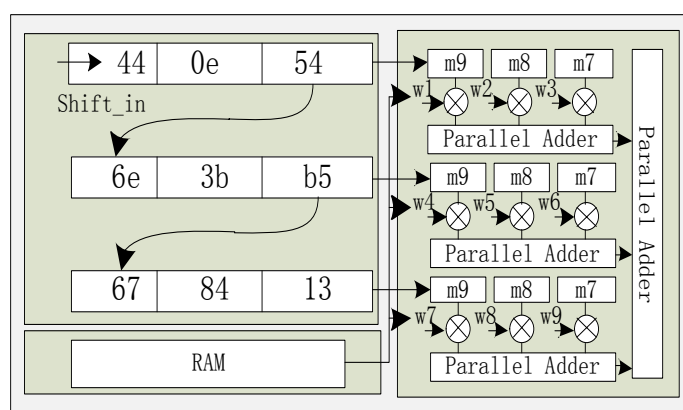 44 0e 54 m9 m8 m7
Shift_in w1 w2 w3
Parallel Adder
6e 3b b5 m9 m8 m7
w4 w5 w6
Parallel Adder
67 84 13 m9 m8 m7
w7 w8 w9
RAM Parallel Adder
Parallel Adder